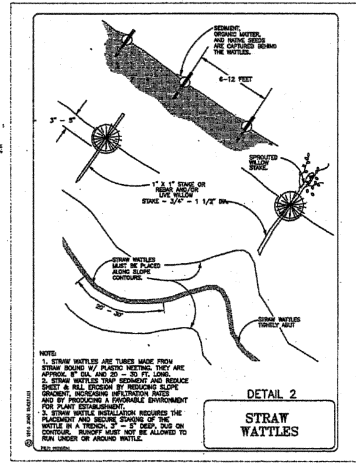 SEDIMENT,
ORGANIC MATTER,
AND NATIVE SEEDS
ARE CAPTURED BEHIND
THE WATTLES.
6-12 FEET
3" - 5"
SPROUTED
WILLOW
STAKE.
1" X 1" STAKE OR
REBAR AND/OR
LIVE WILLOW
STAKE - 3/4" - 1 1/2" DIA.
STRAW WATTLES
MUST BE PLACED
ALONG SLOPE
CONTOURS.
20' - 30'
STRAW WATTLES
TIGHTLY ABUT
NOTE:
1. STRAW WATTLES ARE TUBES MADE FROM
STRAW BOUND W/ PLASTIC NETTING. THEY ARE
APPROX. 8" DIA. AND 20 - 30 FT. LONG.
2. STRAW WATTLES TRAP SEDIMENT AND REDUCE
SHEET & RILL EROSION BY REDUCING SLOPE
GRADIENT, INCREASING INFILTRATION RATES
AND BY PRODUCING A FAVORABLE ENVIRONMENT
FOR PLANT ESTABLISHMENT.
3. STRAW WATTLE INSTALLATION REQUIRES THE
PLACEMENT AND SECURE STAKING OF THE
WATTLE IN A TRENCH, 3" - 5" DEEP, DUG ON
CONTOUR. RUNOFF MUST NOT BE ALLOWED TO
RUN UNDER OR AROUND WATTLE.
DETAIL 2
STRAW
WATTLES